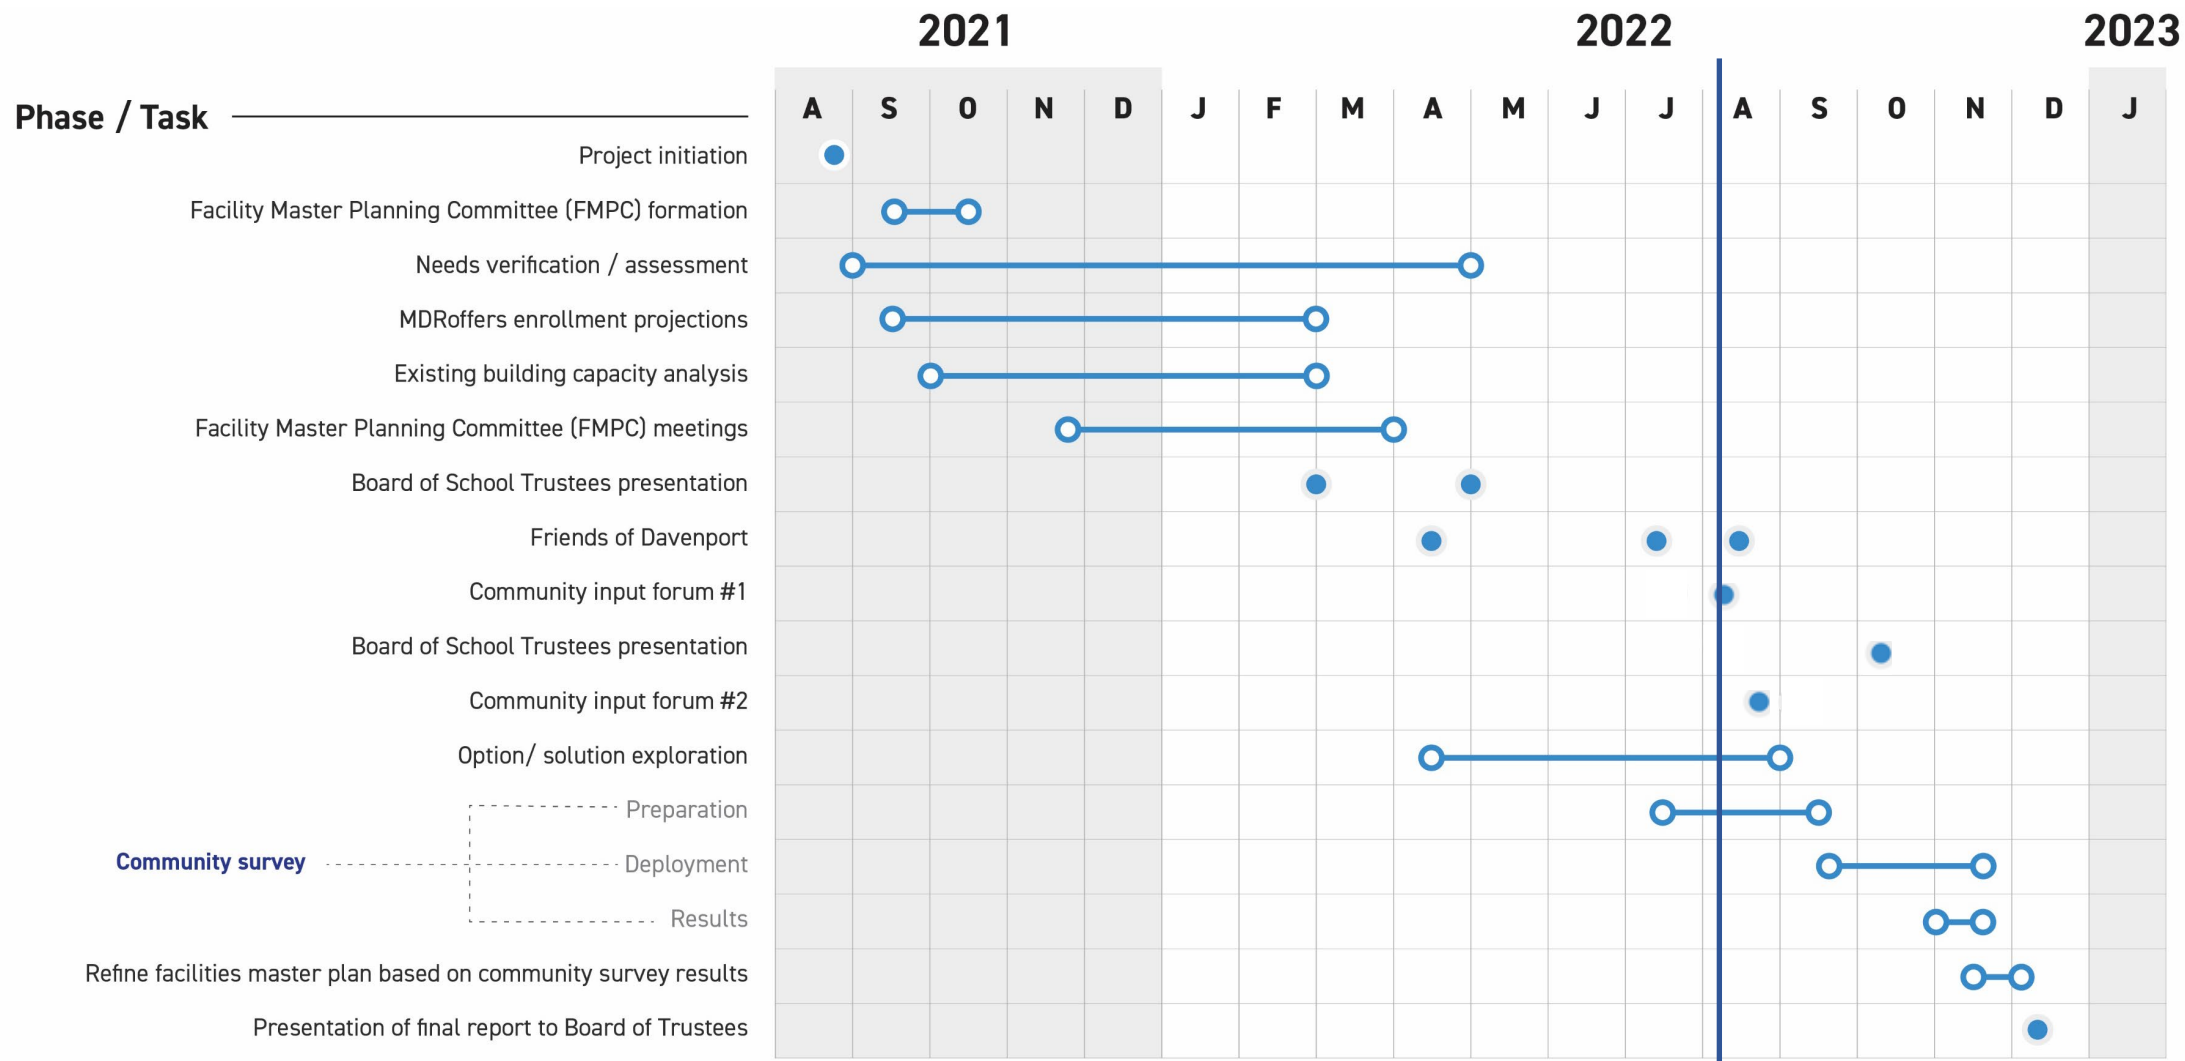 2021 2022 2023
Phase / Task A S O N D J F M A M J J A S O N D J
Project initiation
Facility Master Planning Committee (FMPC) formation
Needs verification / assessment
MDRoffers enrollment projections
Existing building capacity analysis
Facility Master Planning Committee (FMPC) meetings
Board of School Trustees presentation
Friends of Davenport
Community input forum #1
Board of School Trustees presentation
Community input forum #2
Option/ solution exploration
Preparation
Community survey Deployment
Results
Refine facilities master plan based on community survey results
Presentation of final report to Board of Trustees